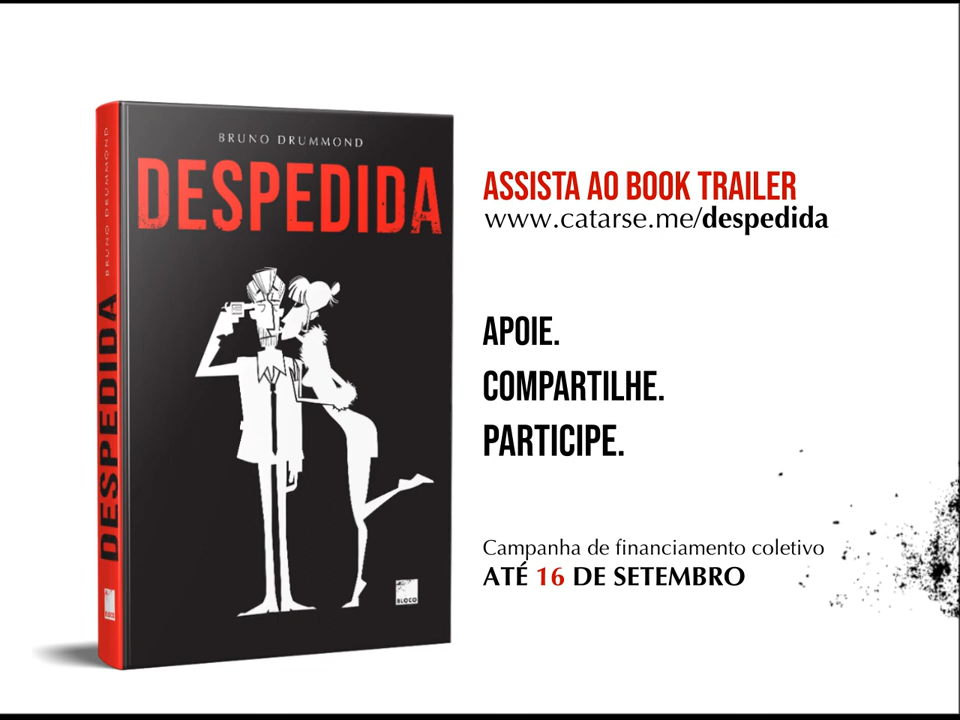 BRUNO DRUMMOND
DESPEDIDA
BRUNO DRUMMOND
DESPEDIDA
BLOCO
BLOCO
ASSISTA AO BOOK TRAILER
www.catarse.me/despedida
APOIE.
COMPARTILHE.
PARTICIPE.
Campanha de financiamento coletivo
ATÉ 16 DE SETEMBRO